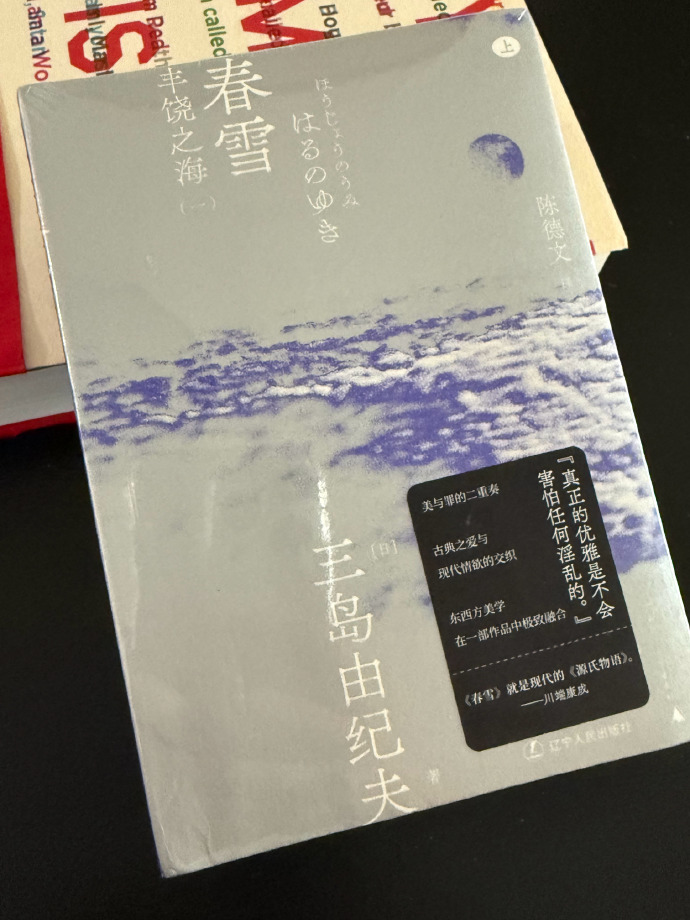 IS
M
called
上
春雪
丰饶之海
（一）
ほうじょうのうみ
はるのゆき
陈德文
译
[日]
三岛由纪夫
著
『真正的优雅是不会
害怕任何淫乱的。』
美与罪的二重奏
古典之爱与
现代情欲的交织
东西方美学
在一部作品中极致融合
《春雪》就是现代的《源氏物语》。
——川端康成
辽宁人民出版社